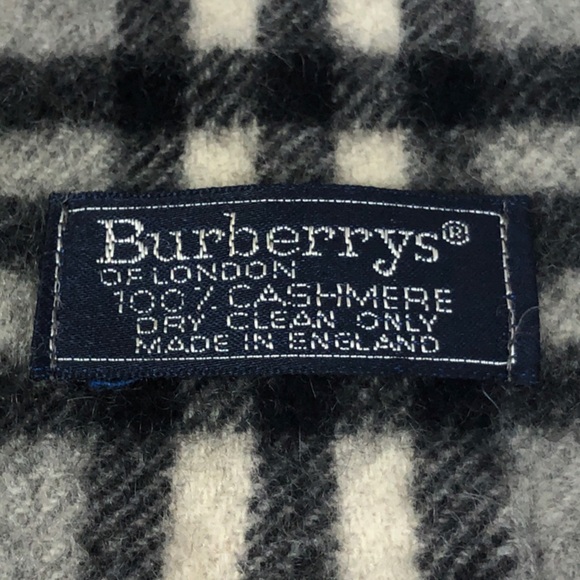 Burberrys®
OF LONDON
100% CASHMERE
DRY CLEAN ONLY
MADE IN ENGLAND